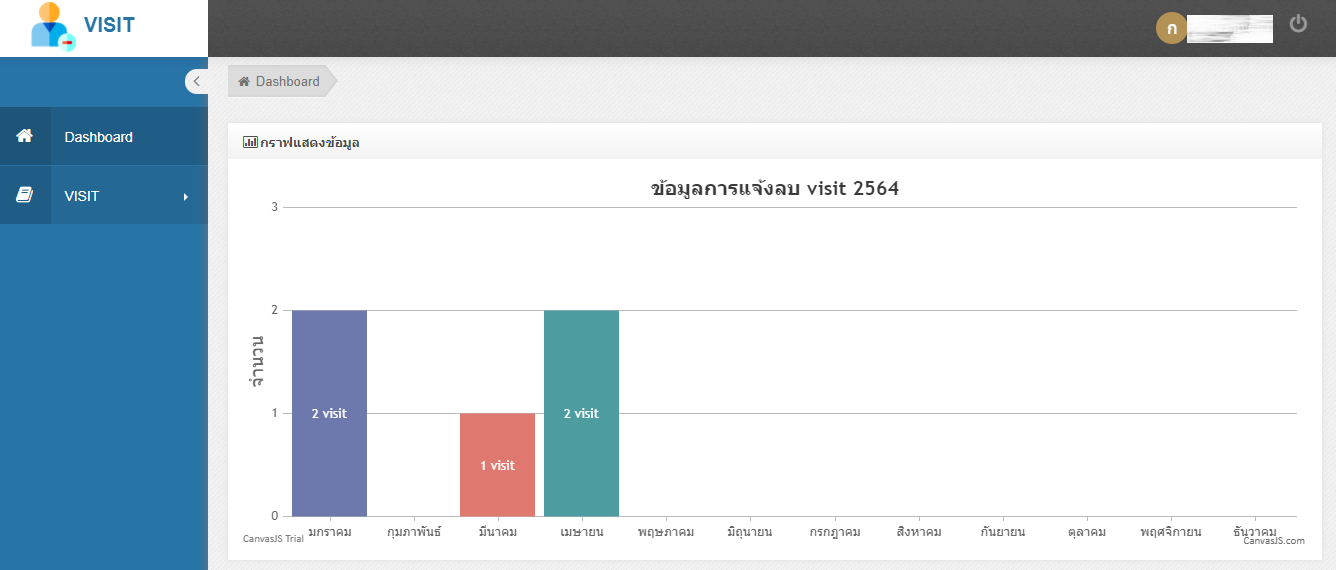 VISIT
ก
Dashboard
Dashboard
VISIT
กราฟแสดงข้อมูล
ข้อมูลการแจ้งลบ visit 2564
3
2
1
0
จำนวน
2 visit
1 visit
2 visit
มกราคม กุมภาพันธ์ มีนาคม เมษายน พฤษภาคม มิถุนายน กรกฎาคม สิงหาคม กันยายน ตุลาคม พฤศจิกายน ธันวาคม
CanvasJS Trial
CanvasJS.com